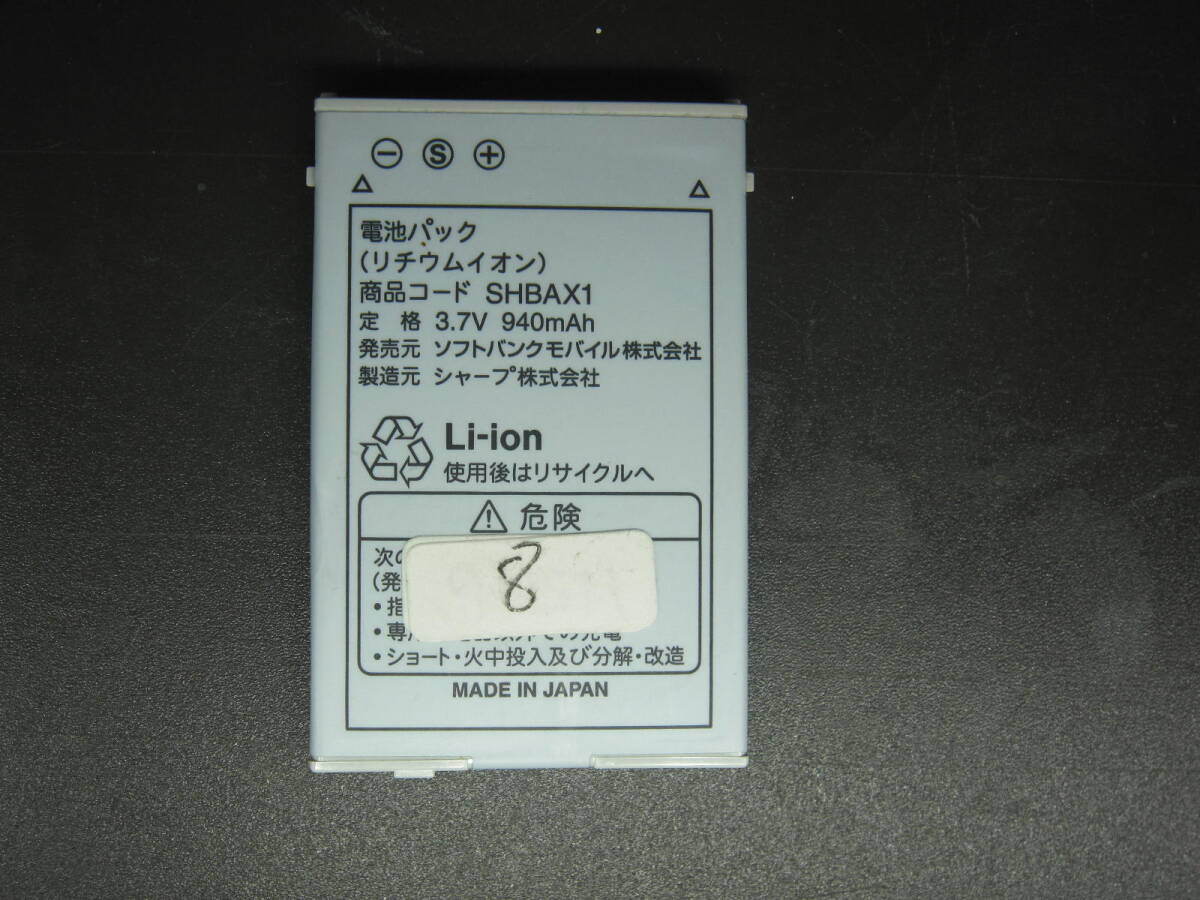 ⊖ Ⓢ ⊕
△ △
電池パック
(リチウムイオン)
商品コード SHBAX1
定 格 3.7V 940mAh
発売元 ソフトバンクモバイル株式会社
製造元 シャープ株式会社
Li-ion
使用後はリサイクルへ
⚠ 危険
次の
(発
8
・指
・専用
の充電
・ショート・火中投入及び分解・改造
MADE IN JAPAN